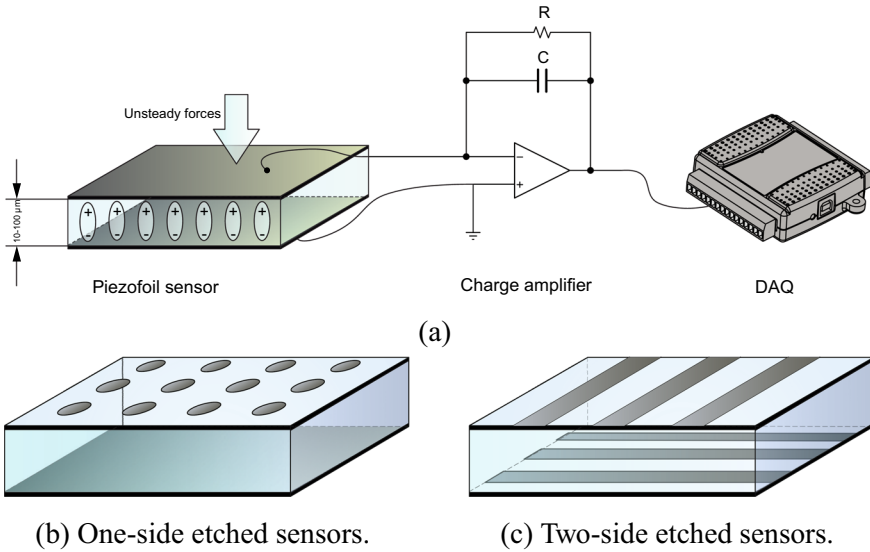 R
C
Unsteady forces
−
+
+ + + + + + +
- - - - - - -
10-100 µm
Piezofoil sensor
Charge amplifier
DAQ
(a)
(b) One-side etched sensors.
(c) Two-side etched sensors.